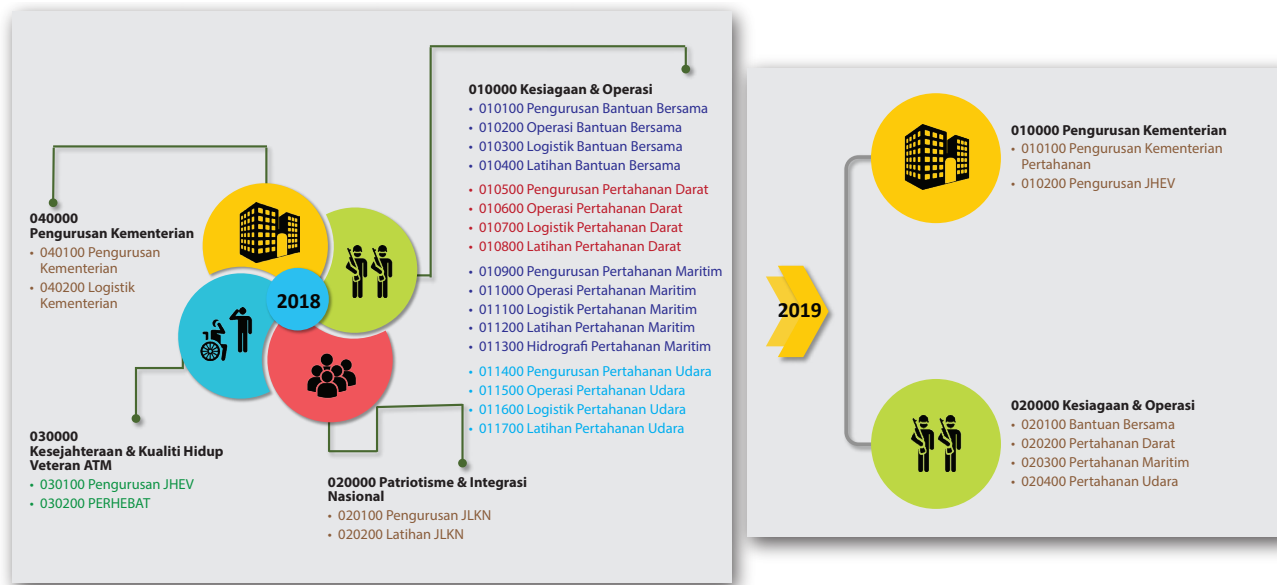 010000 Kesiagaan & Operasi
• 010100 Pengurusan Bantuan Bersama
• 010200 Operasi Bantuan Bersama
• 010300 Logistik Bantuan Bersama
• 010400 Latihan Bantuan Bersama
• 010500 Pengurusan Pertahanan Darat
• 010600 Operasi Pertahanan Darat
• 010700 Logistik Pertahanan Darat
• 010800 Latihan Pertahanan Darat
• 010900 Pengurusan Pertahanan Maritim
• 011000 Operasi Pertahanan Maritim
• 011100 Logistik Pertahanan Maritim
• 011200 Latihan Pertahanan Maritim
• 011300 Hidrografi Pertahanan Maritim
• 011400 Pengurusan Pertahanan Udara
• 011500 Operasi Pertahanan Udara
• 011600 Logistik Pertahanan Udara
• 011700 Latihan Pertahanan Udara
040000
Pengurusan Kementerian
• 040100 Pengurusan
Kementerian
• 040200 Logistik
Kementerian
2018
030000
Kesejahteraan & Kualiti Hidup
Veteran ATM
• 030100 Pengurusan JHEV
• 030200 PERHEBAT
020000 Patriotisme & Integrasi
Nasional
• 020100 Pengurusan JLKN
• 020200 Latihan JLKN
2019
010000 Pengurusan Kementerian
• 010100 Pengurusan Kementerian
Pertahanan
• 010200 Pengurusan JHEV
020000 Kesiagaan & Operasi
• 020100 Bantuan Bersama
• 020200 Pertahanan Darat
• 020300 Pertahanan Maritim
• 020400 Pertahanan Udara